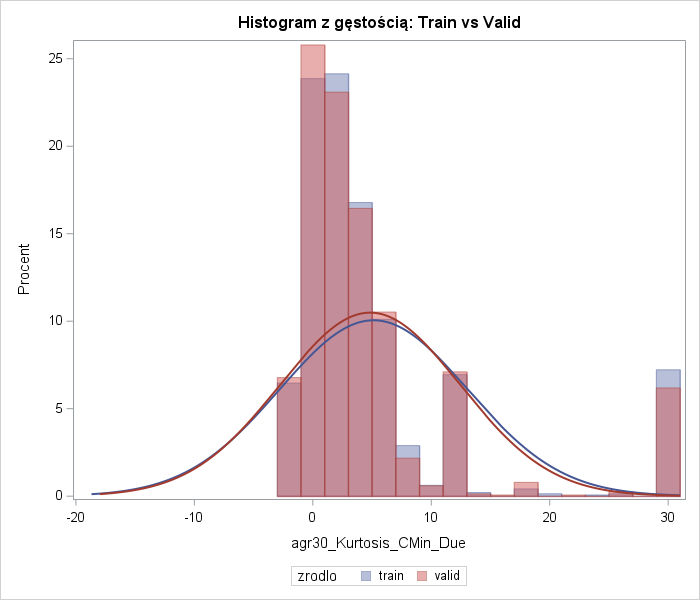 Histogram z gęstością: Train vs Valid
25
20
15
10
5
0
Procent
-20 -10 0 10 20 30
agr30_Kurtosis_CMin_Due
zrodlo train valid